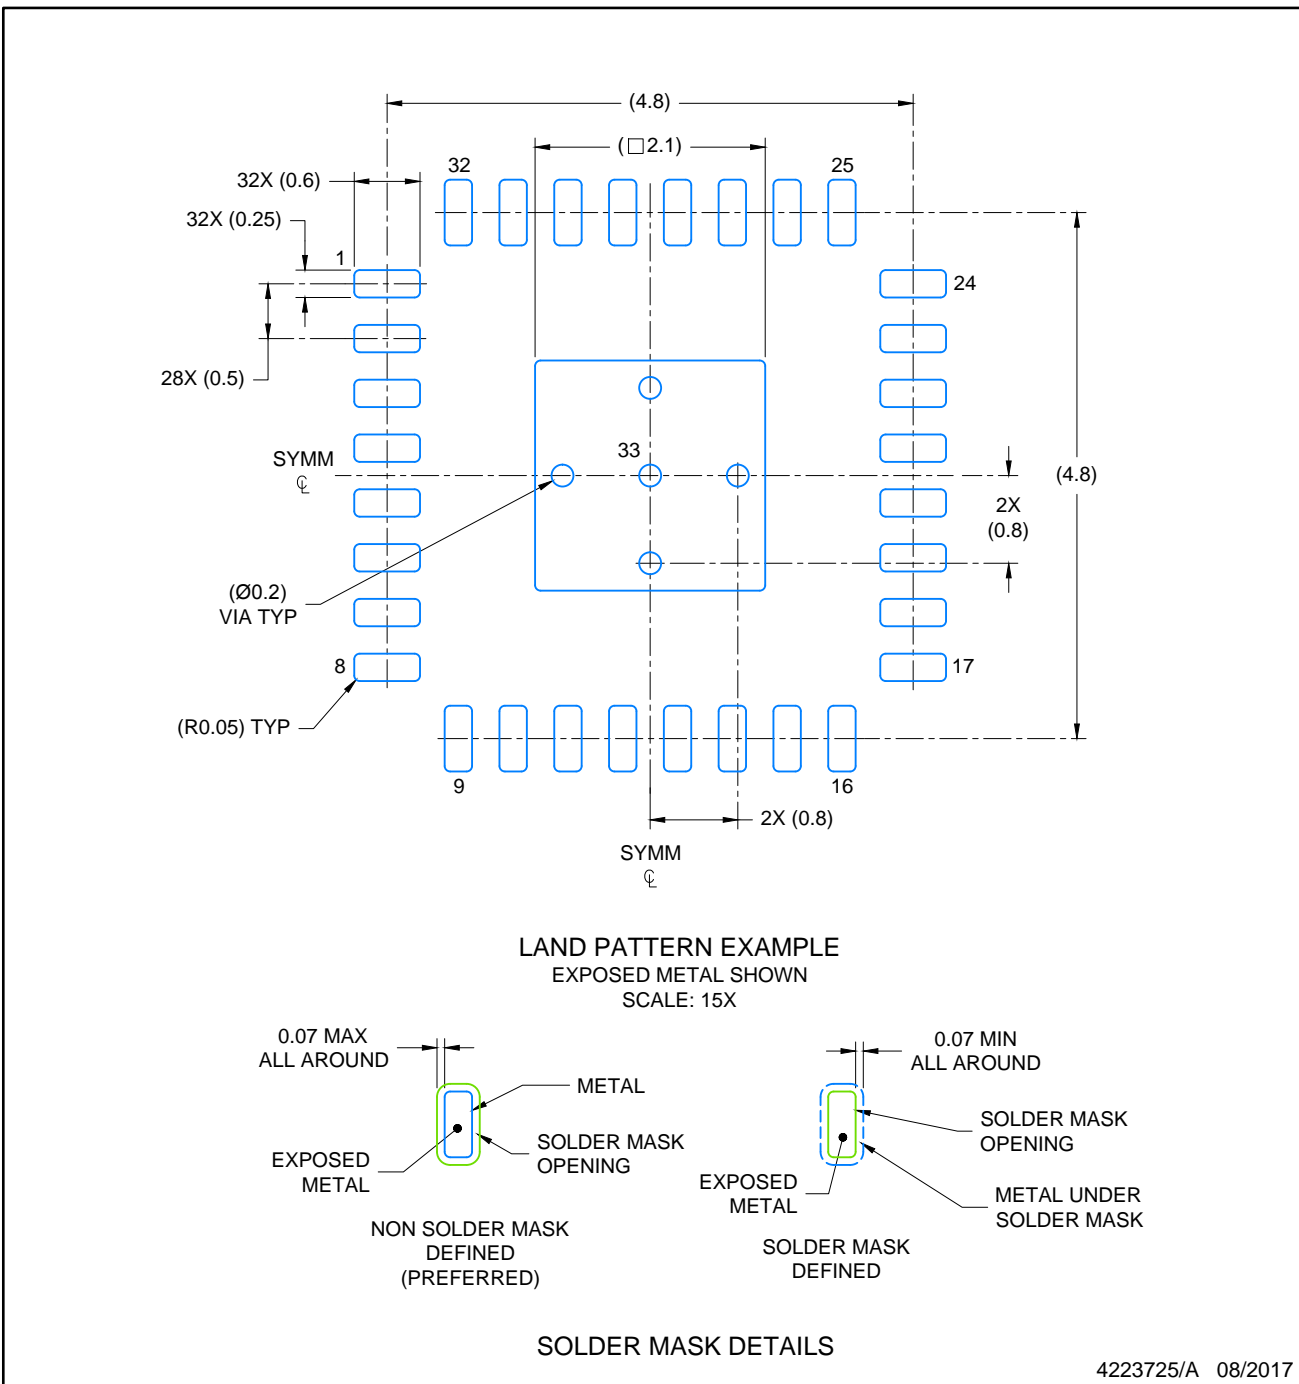 (4.8)
(□2.1)
32
25
32X (0.6)
32X (0.25)
1
24
28X (0.5)
33
SYMM
℄
(4.8)
2X
(0.8)
(Ø0.2)
VIA TYP
8
17
(R0.05) TYP
9
16
2X (0.8)
SYMM
℄
LAND PATTERN EXAMPLE
EXPOSED METAL SHOWN
SCALE: 15X
0.07 MAX
ALL AROUND
METAL
SOLDER MASK
OPENING
EXPOSED
METAL
NON SOLDER MASK
DEFINED
(PREFERRED)
0.07 MIN
ALL AROUND
SOLDER MASK
OPENING
EXPOSED
METAL
METAL UNDER
SOLDER MASK
SOLDER MASK
DEFINED
SOLDER MASK DETAILS
4223725/A 08/2017